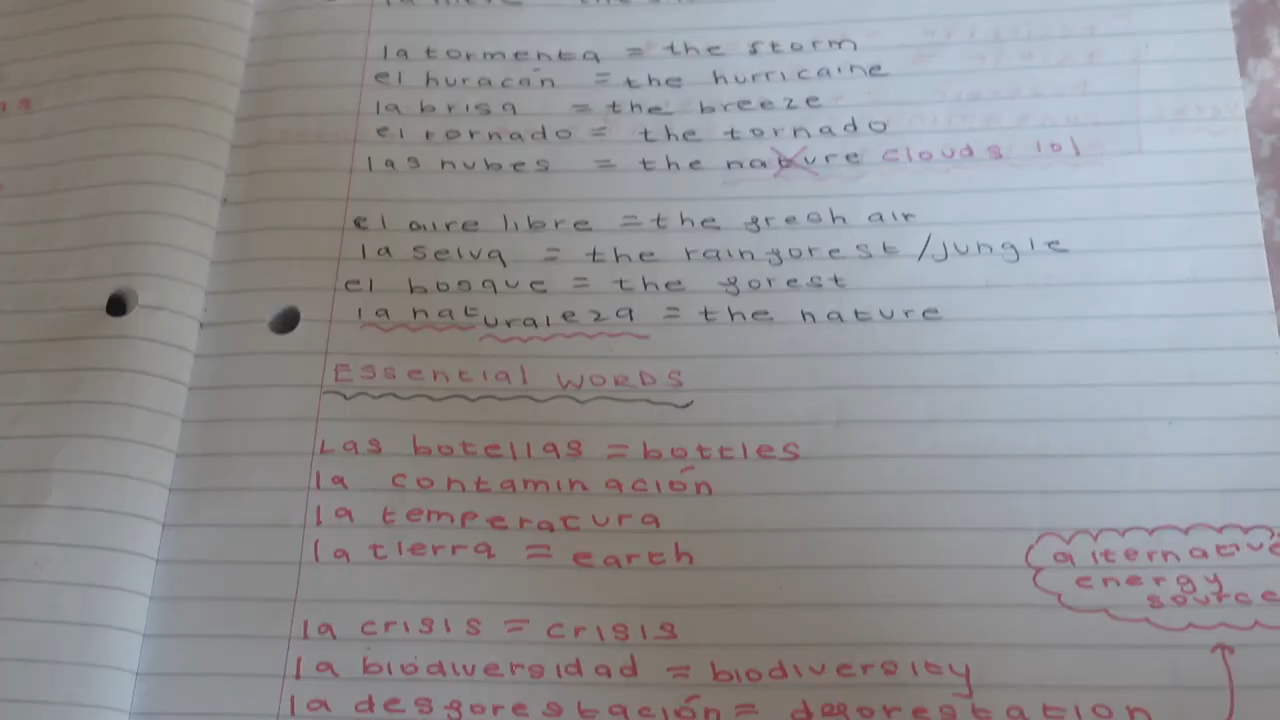 la tormenta = the storm
el huracán = the hurricaine
la brisa = the breeze
el tornado = the tornado
las nubes = the nature clouds lol
el aire libre = the fresh air
la selva = the rainforest / jungle
el bosque = the forest
la naturaleza = the nature
Essential words
Las botellas = bottles
la contaminación
la temperatura
la tierra = earth
alternative
energy
source
la crisis = crisis
la biodiversidad = biodiversity
la desforestación = deforestation